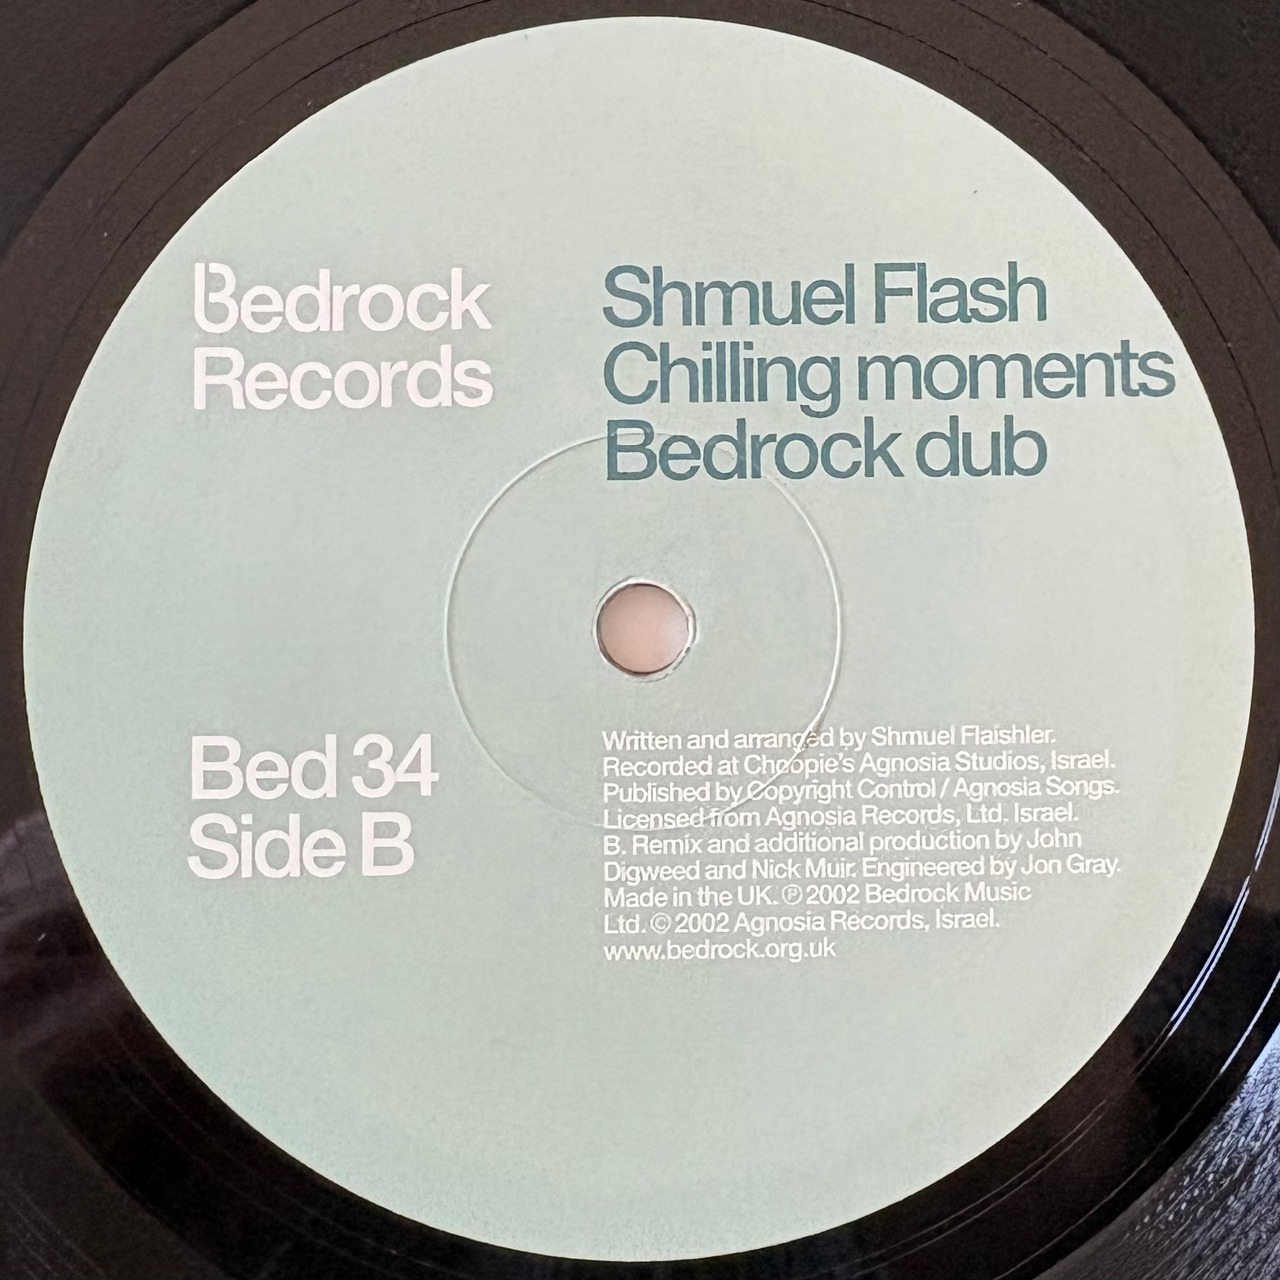 Bedrock
Records
Shmuel Flash
Chilling moments
Bedrock dub
Bed 34
Side B
Written and arranged by Shmuel Flaishler.
Recorded at Choopie's Agnosia Studios, Israel.
Published by Copyright Control / Agnosia Songs.
Licensed from Agnosia Records, Ltd. Israel.
B. Remix and additional production by John
Digweed and Nick Muir. Engineered by Jon Gray.
Made in the UK. ℗ 2002 Bedrock Music
Ltd. © 2002 Agnosia Records, Israel.
www.bedrock.org.uk